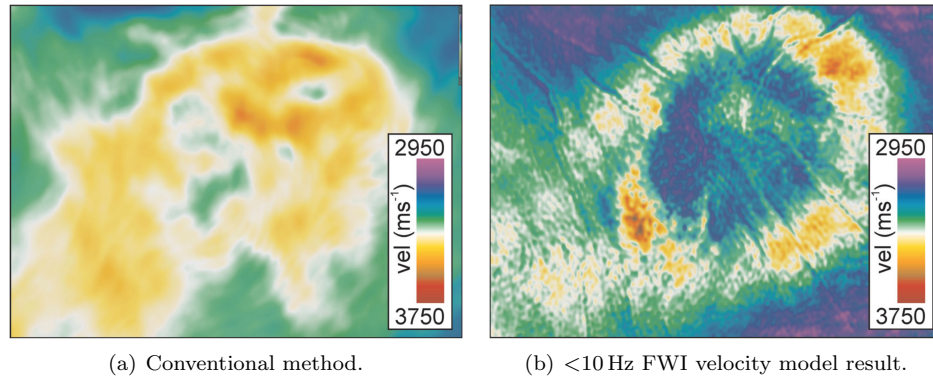 2950
vel (ms⁻¹)
3750
2950
vel (ms⁻¹)
3750
(a) Conventional method.
(b) <10 Hz FWI velocity model result.